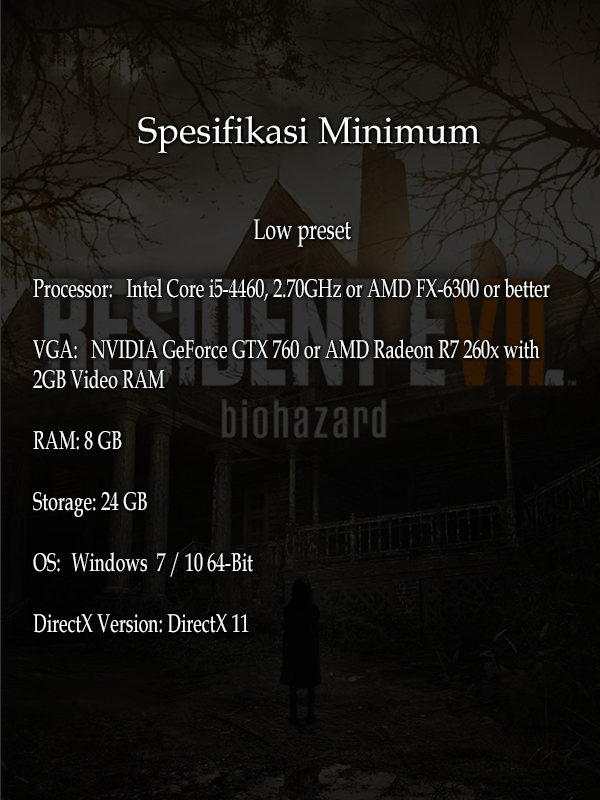 Spesifikasi Minimum
Low preset
Processor: Intel Core i5-4460, 2.70GHz or AMD FX-6300 or better
RESIDENT EVII.™
VGA: NVIDIA GeForce GTX 760 or AMD Radeon R7 260x with
2GB Video RAM
biohazard
RAM: 8 GB
Storage: 24 GB
OS: Windows 7 / 10 64-Bit
DirectX Version: DirectX 11